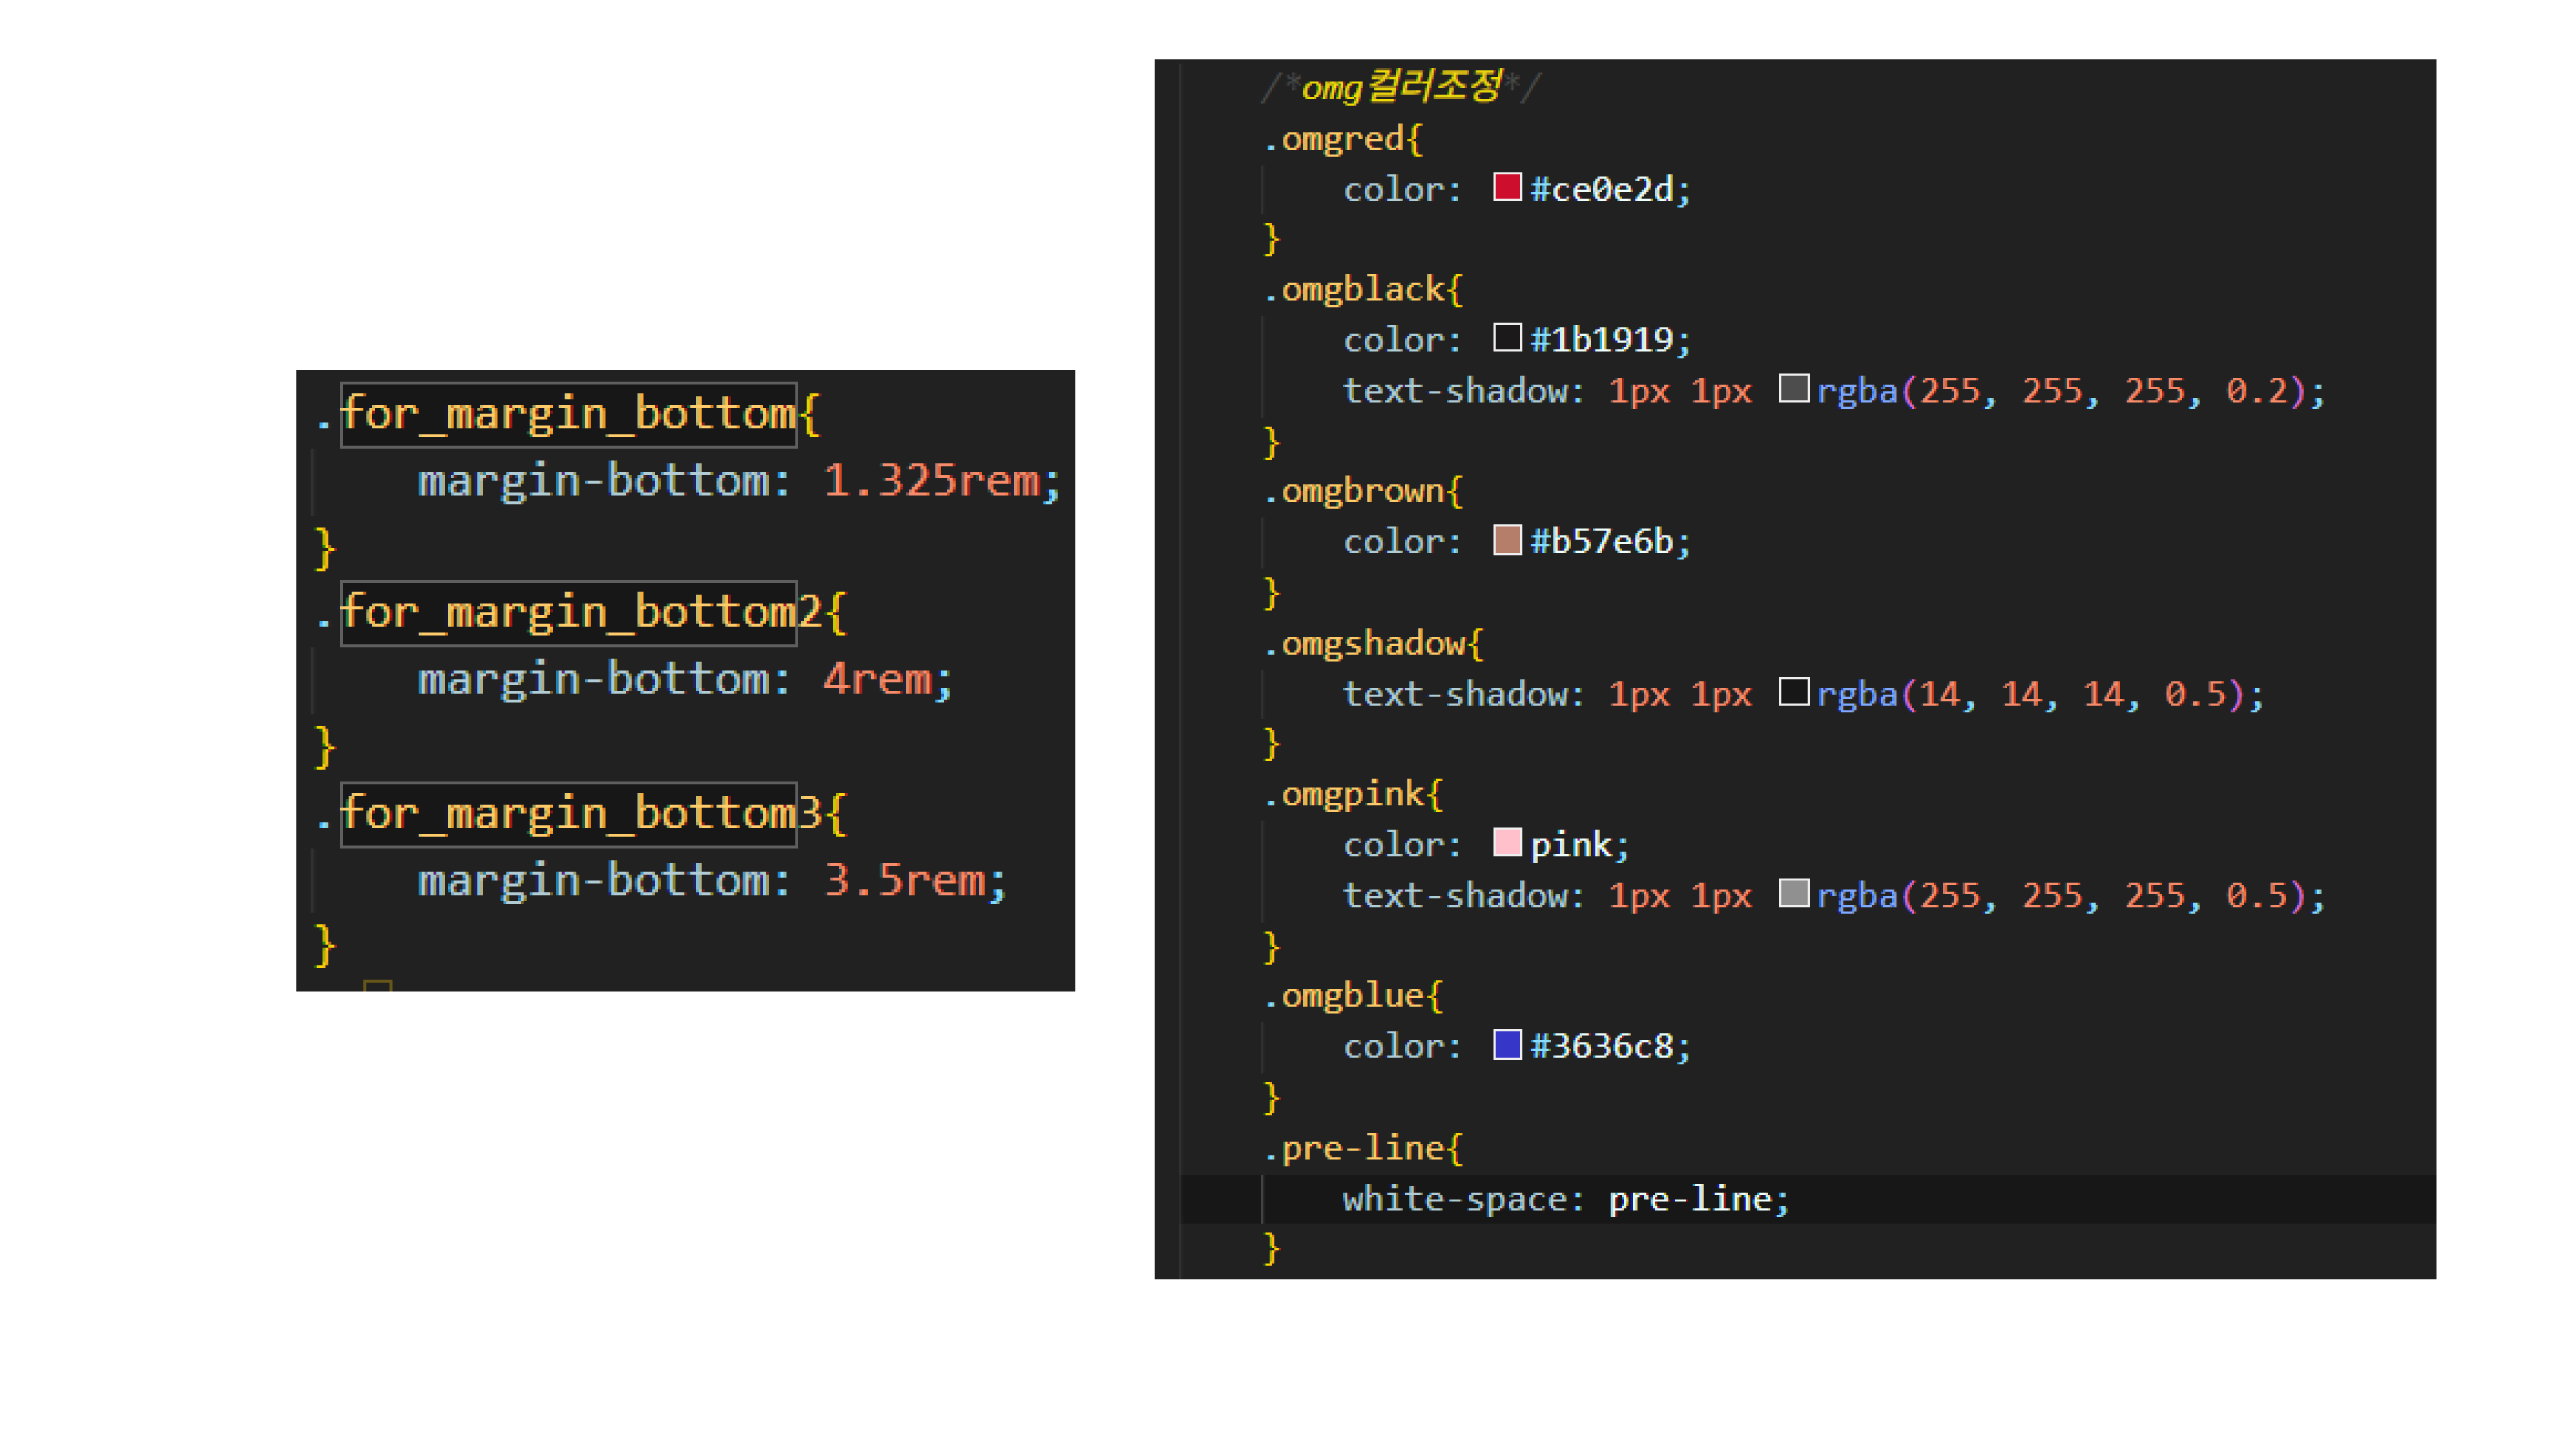 .for_margin_bottom{
margin-bottom: 1.325rem;
}
.for_margin_bottom2{
margin-bottom: 4rem;
}
.for_margin_bottom3{
margin-bottom: 3.5rem;
}
/*omg컬러조정*/
.omgred{
color: #ce0e2d;
}
.omgblack{
color: #1b1919;
text-shadow: 1px 1px rgba(255, 255, 255, 0.2);
}
.omgbrown{
color: #b57e6b;
}
.omgshadow{
text-shadow: 1px 1px rgba(14, 14, 14, 0.5);
}
.omgpink{
color: pink;
text-shadow: 1px 1px rgba(255, 255, 255, 0.5);
}
.omgblue{
color: #3636c8;
}
.pre-line{
white-space: pre-line;
}